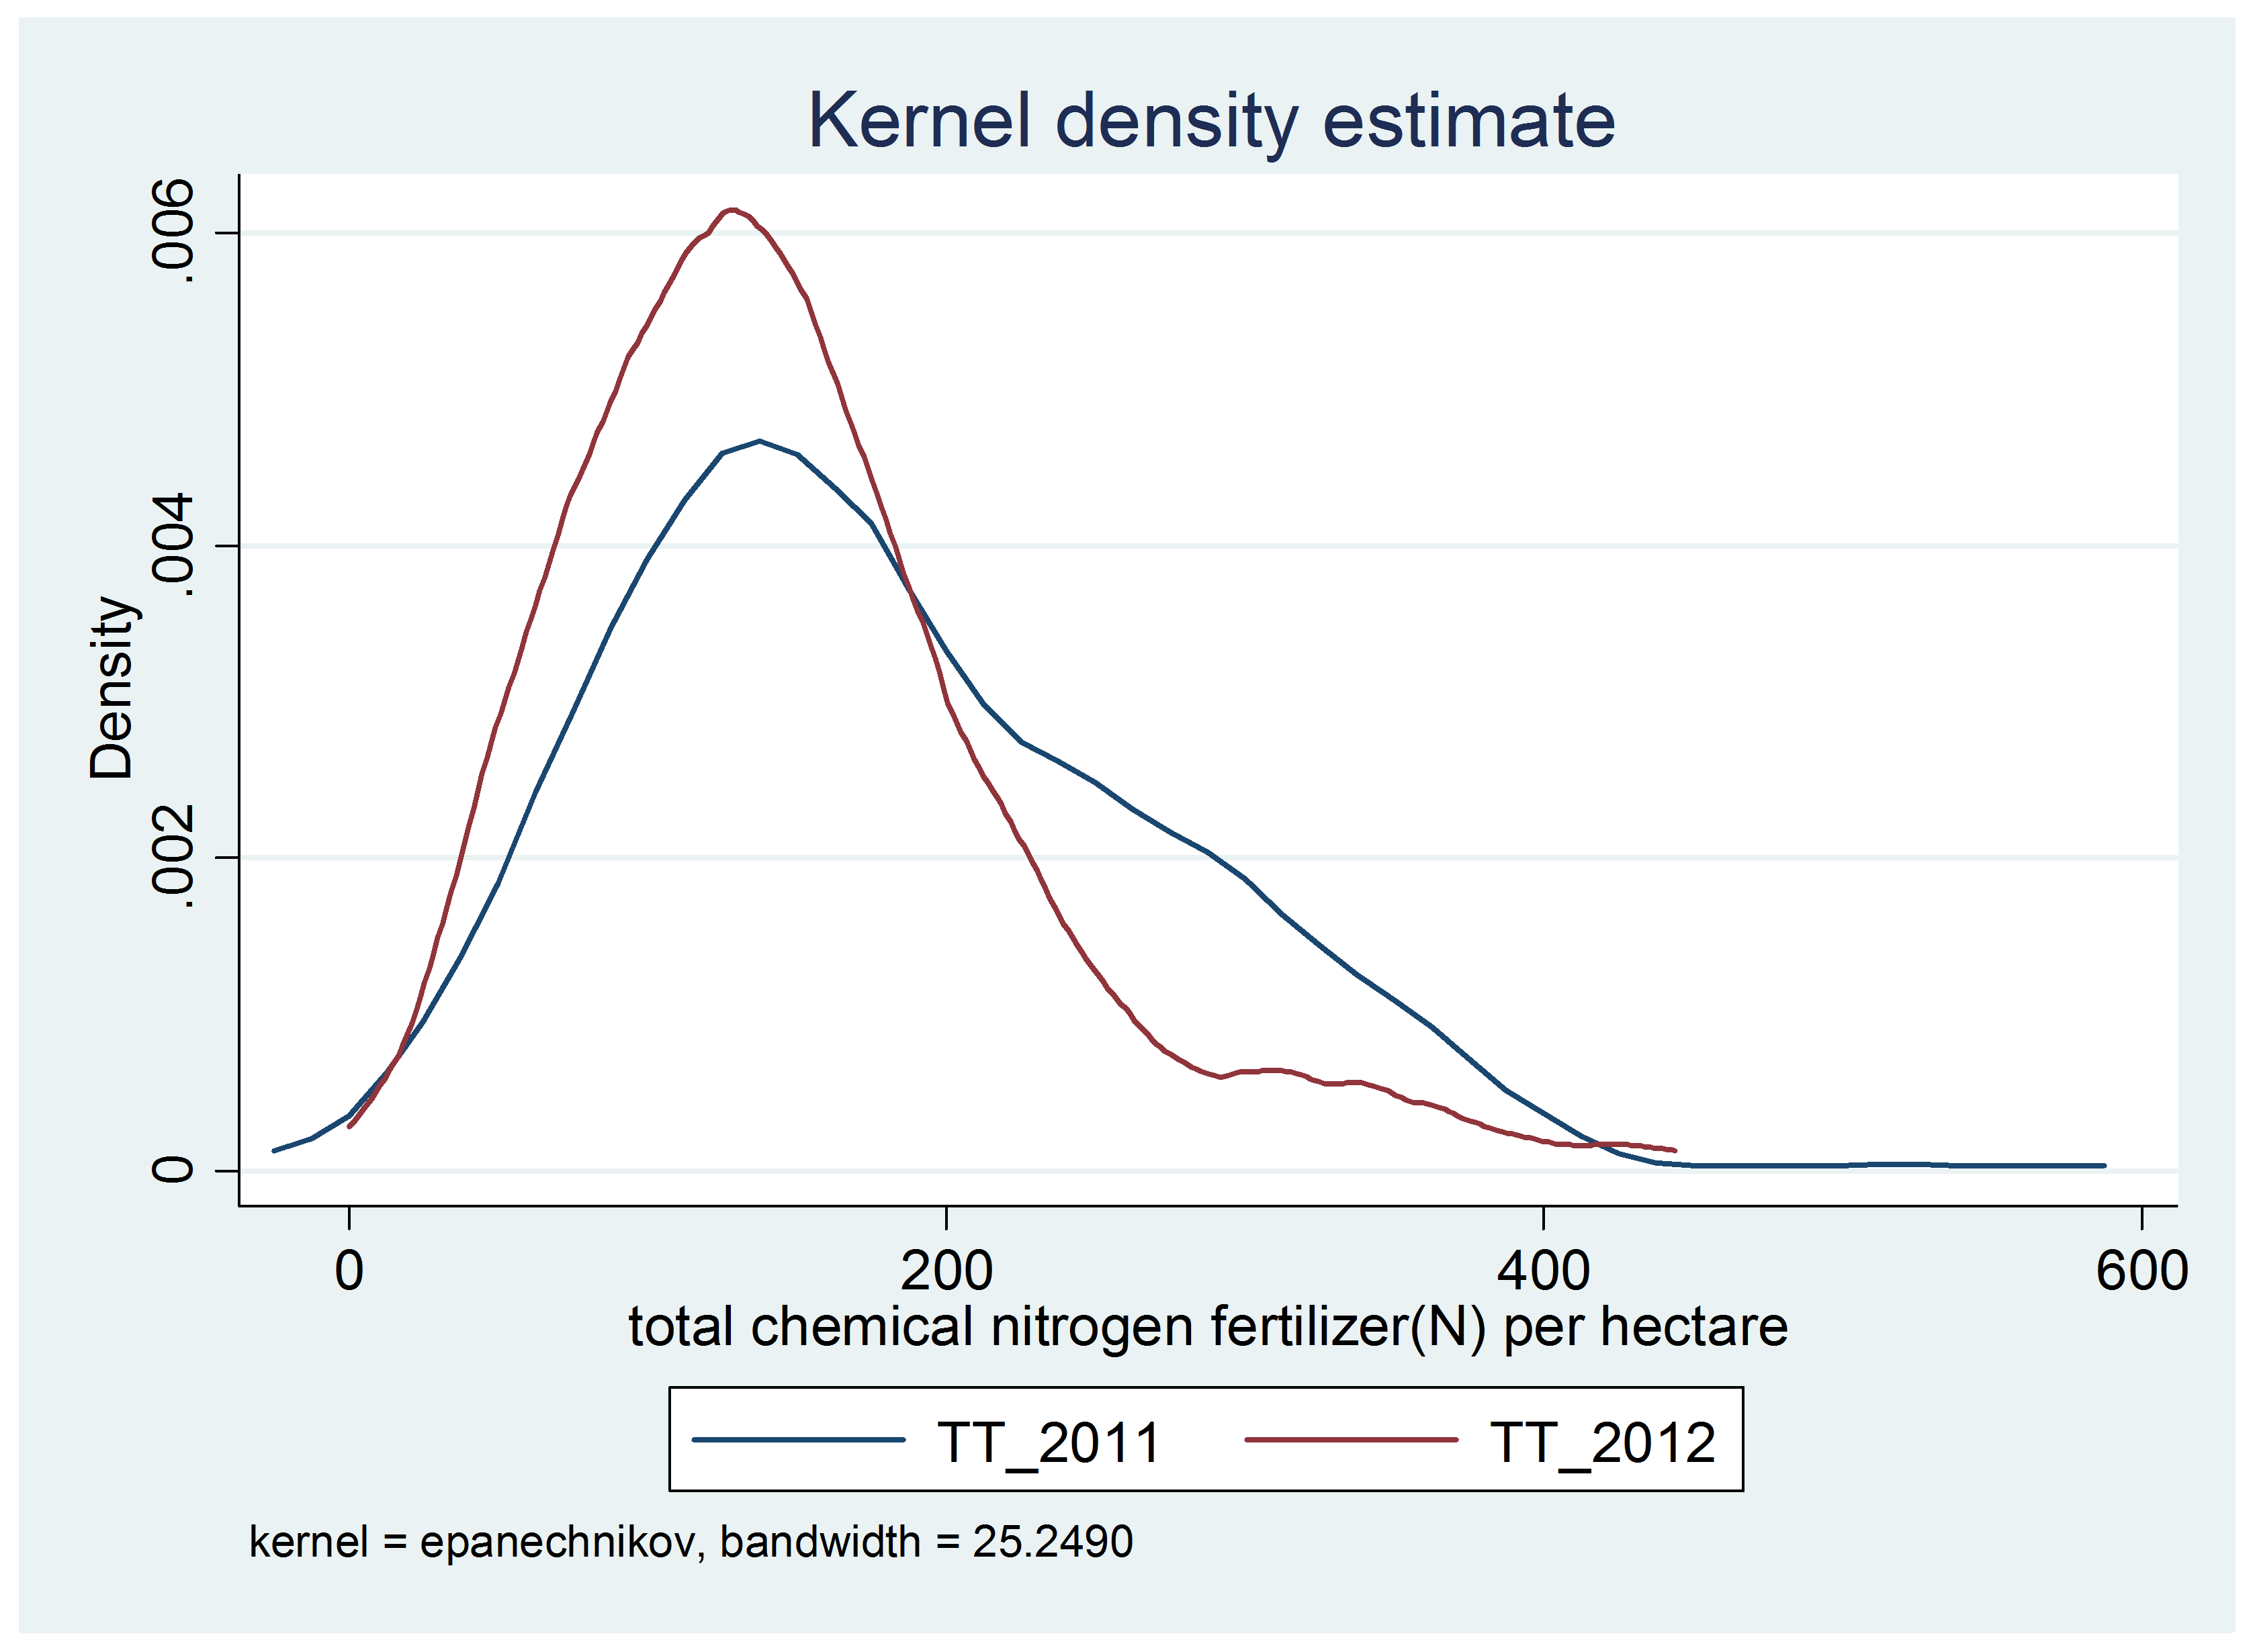 Kernel density estimate
.006
.004
.002
0
Density
0 200 400 600
total chemical nitrogen fertilizer(N) per hectare
TT_2011 TT_2012
kernel = epanechnikov, bandwidth = 25.2490